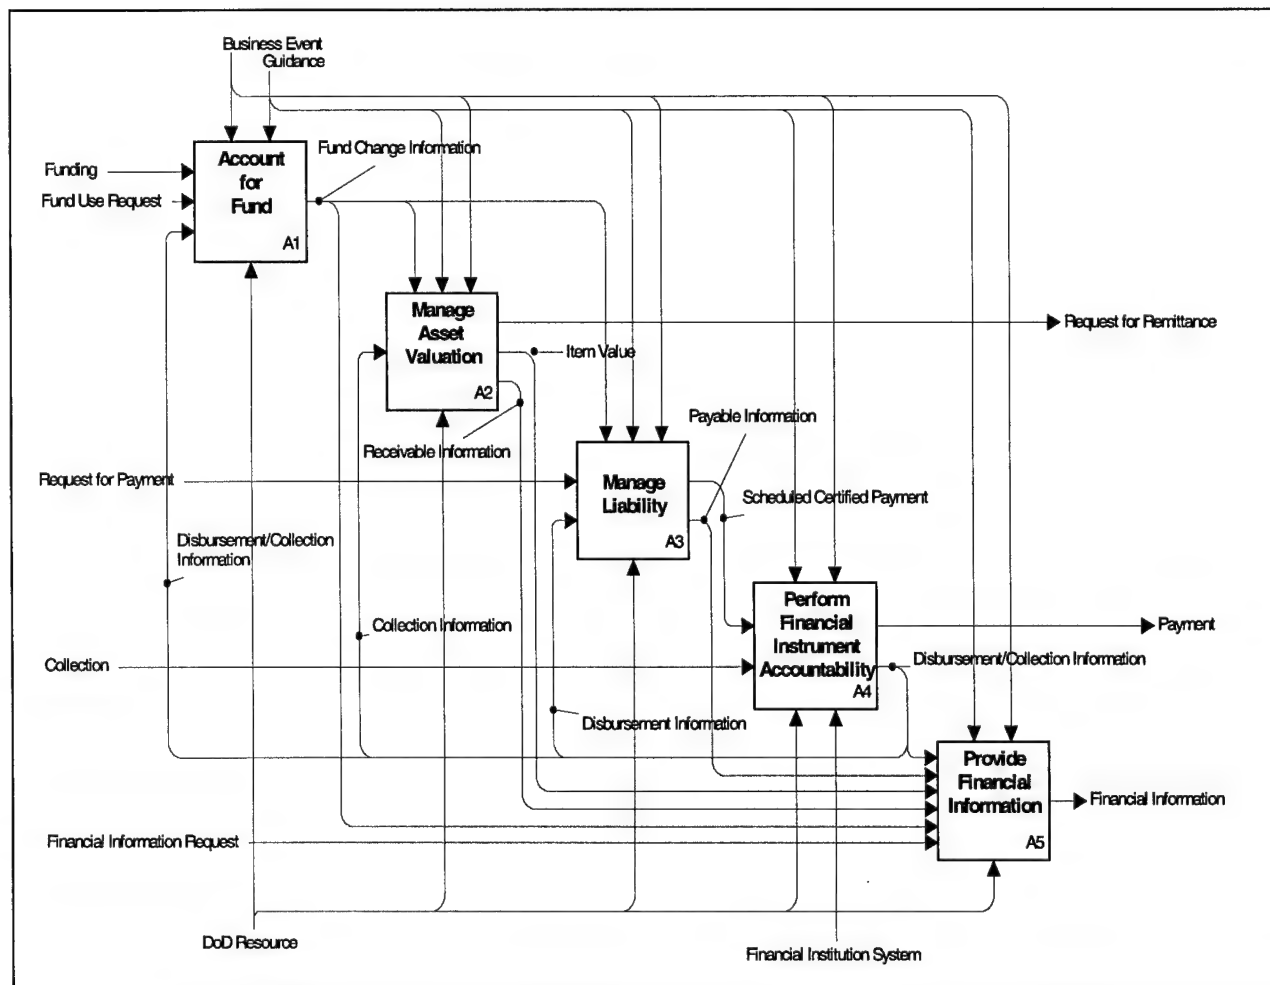 Business Event
Guidance
Account
for
Fund
A1
Fund Change Information
Funding
Fund Use Request
Manage
Asset
Valuation
A2
Request for Remittance
Item Value
Receivable Information
Payable Information
Request for Payment
Manage
Liability
A3
Scheduled Certified Payment
Disbursement/Collection
Information
Perform
Financial
Instrument
Accountability
A4
Collection Information
Payment
Collection
Disbursement/Collection Information
Disbursement Information
Provide
Financial
Information
A5
Financial Information
Financial Information Request
DoD Resource
Financial Institution System